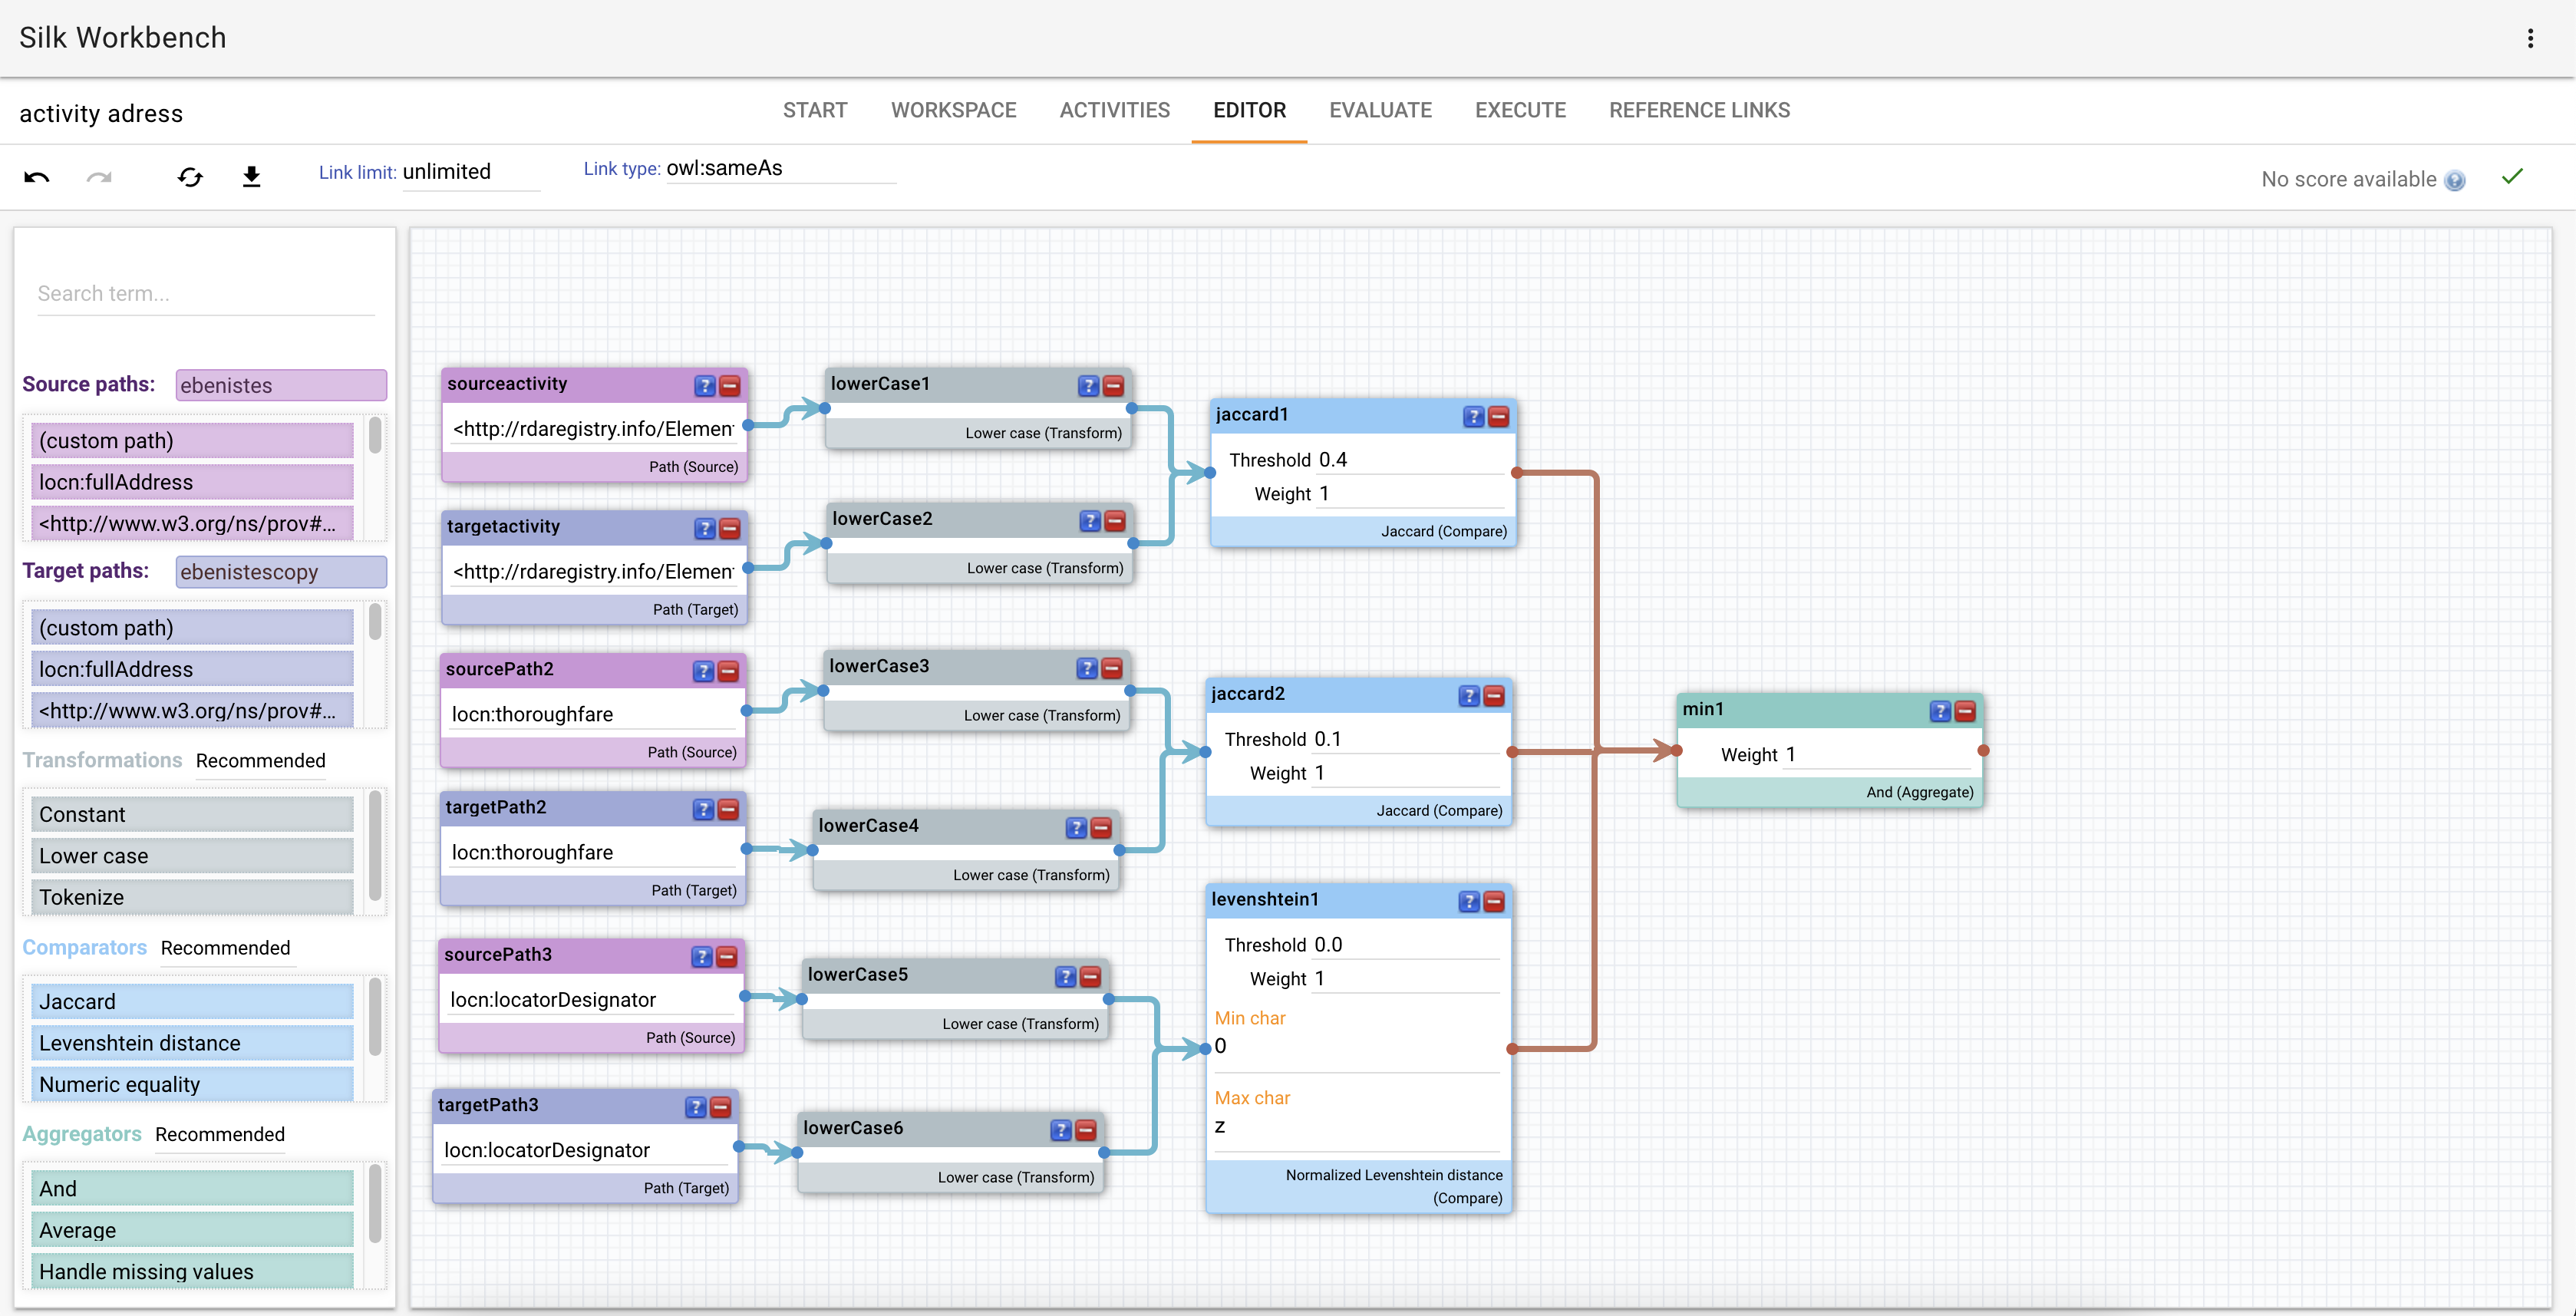 Silk Workbench
activity adress
START WORKSPACE ACTIVITIES EDITOR EVALUATE EXECUTE REFERENCE LINKS
Link limit: unlimited
Link type: owl:sameAs
No score available
Search term...
Source paths: ebenistes
(custom path)
locn:fullAddress
<http://www.w3.org/ns/prov#...
Target paths: ebenistescopy
(custom path)
locn:fullAddress
<http://www.w3.org/ns/prov#...
Transformations Recommended
Constant
Lower case
Tokenize
Comparators Recommended
Jaccard
Levenshtein distance
Numeric equality
Aggregators Recommended
And
Average
Handle missing values
sourceactivity
<http://rdaregistry.info/Elemen
Path (Source)
targetactivity
<http://rdaregistry.info/Elemen
Path (Target)
sourcePath2
locn:thoroughfare
Path (Source)
targetPath2
locn:thoroughfare
Path (Target)
sourcePath3
locn:locatorDesignator
Path (Source)
targetPath3
locn:locatorDesignator
Path (Target)
lowerCase1
Lower case (Transform)
lowerCase2
Lower case (Transform)
lowerCase3
Lower case (Transform)
lowerCase4
Lower case (Transform)
lowerCase5
Lower case (Transform)
lowerCase6
Lower case (Transform)
jaccard1
Threshold 0.4
Weight 1
Jaccard (Compare)
jaccard2
Threshold 0.1
Weight 1
Jaccard (Compare)
levenshtein1
Threshold 0.0
Weight 1
Min char
0
Max char
z
Normalized Levenshtein distance
(Compare)
min1
Weight 1
And (Aggregate)